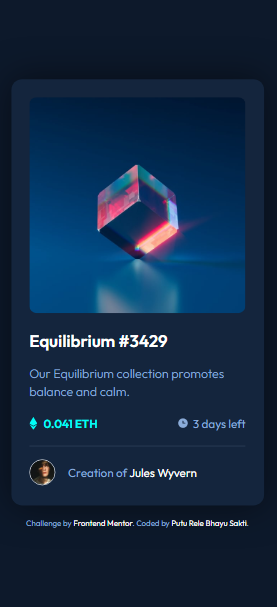 Equilibrium #3429
Our Equilibrium collection promotes
balance and calm.
0.041 ETH 3 days left
Creation of Jules Wyvern
Challenge by Frontend Mentor. Coded by Putu Rele Bhayu Sakti.